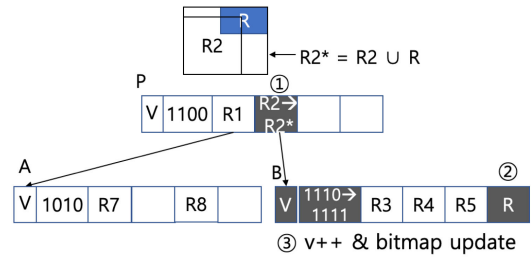 R
R2
R2* = R2 ∪ R
P
①
V 1100 R1 R2→ R2*
A
B
②
V 1010 R7 R8
V 1110→ 1111 R3 R4 R5 R
③ v++ & bitmap update